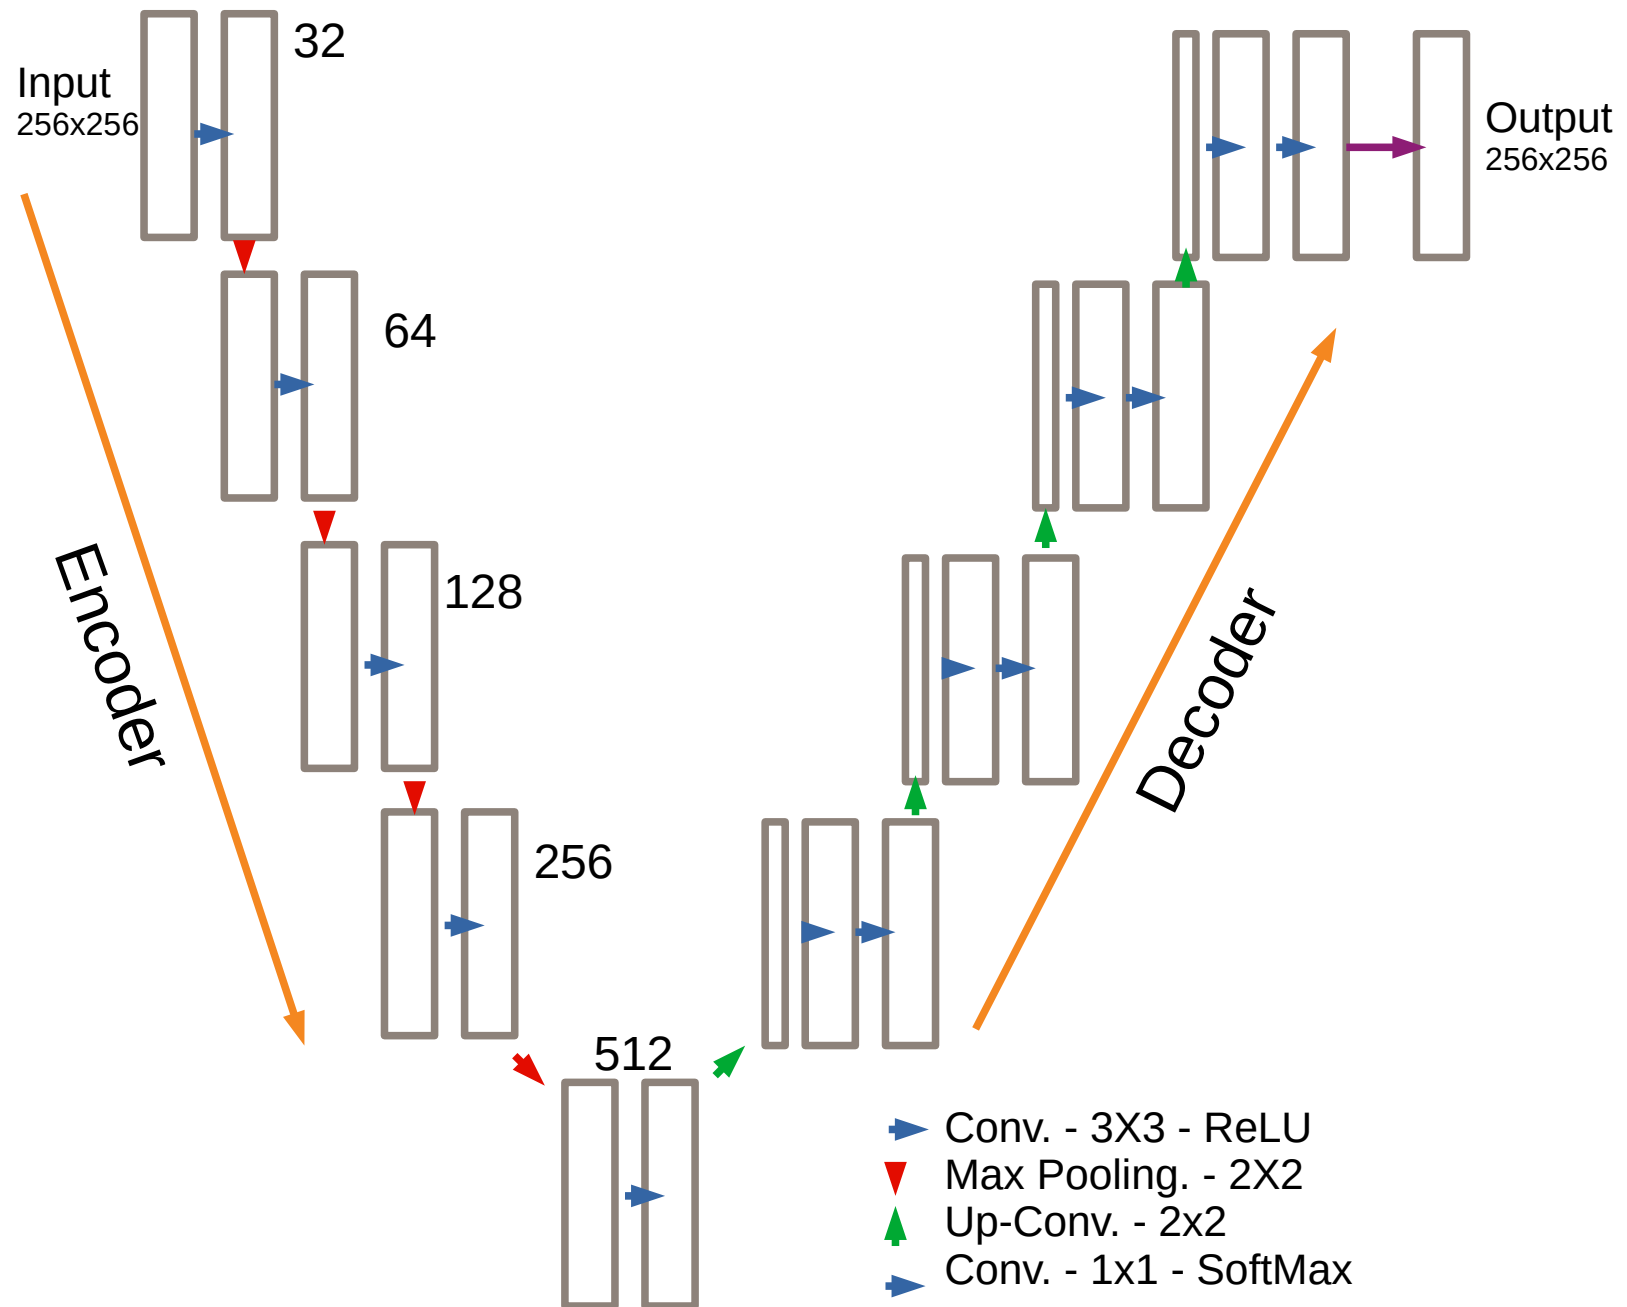 32
Input
256x256
Output
256x256
64
Encoder
128
Decoder
256
512
Conv. - 3X3 - ReLU
Max Pooling. - 2X2
Up-Conv. - 2x2
Conv. - 1x1 - SoftMax